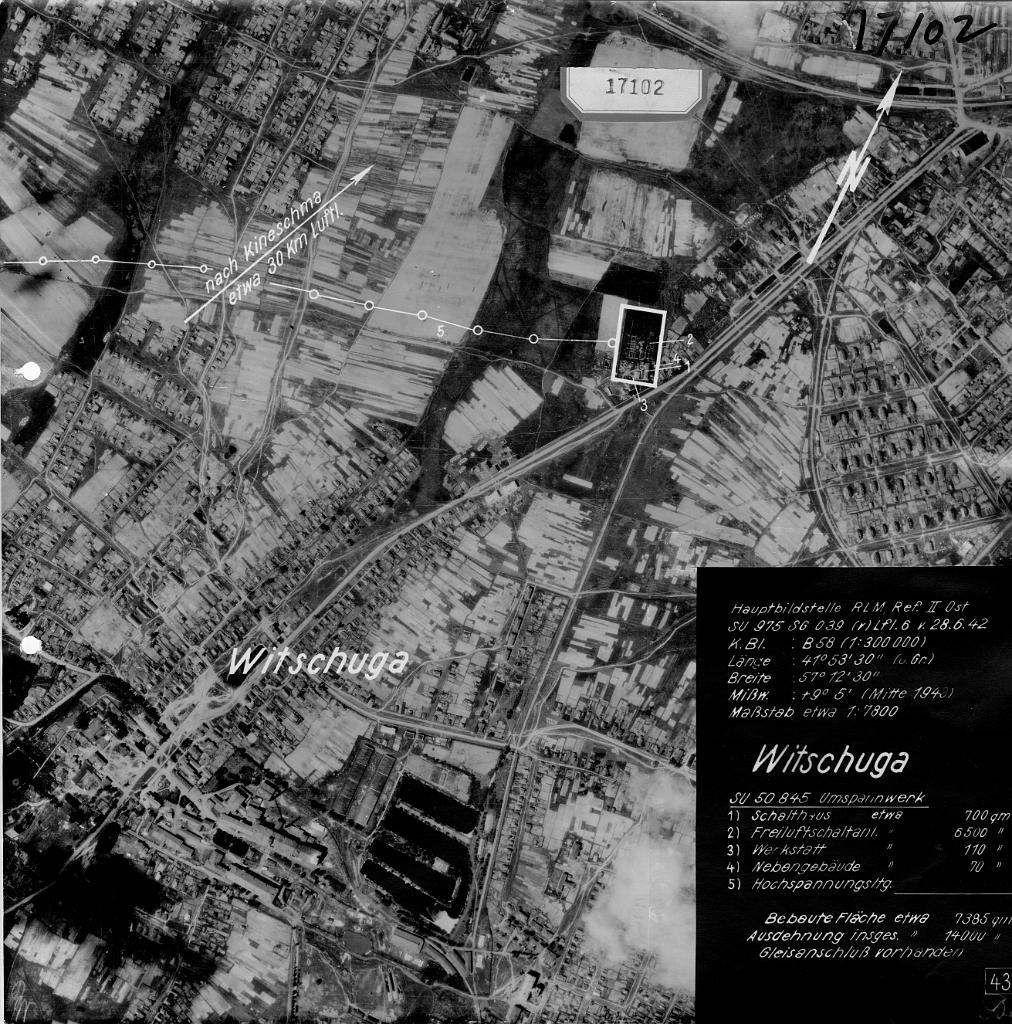 17102
17102
N
nach Kineschma
etwa 30 Km Luftl.
5
2
4
1
3
Witschuga
Hauptbildstelle RLM, Ref. II Ost
SU 975 SG 039 (v) Lfl. 6 v. 28.6.42
K.Bl. : B 58 (1:300 000)
Länge : 41° 53' 30" (ö.Gr.)
Breite : 57° 12' 30"
Mißw. : +9° 5' (Mitte 1943)
Maßstab etwa 1:7800
Witschuga
SU 50 845 Umspannwerk
1) Schalthaus etwa 700 qm
2) Freiluftschaltanl. " 6500 "
3) Werkstatt " 110 "
4) Nebengebäude " 70 "
5) Hochspannungsltg.
Bebaute Fläche etwa 7385 qm
Ausdehnung insges. " 14000 "
Gleisanschluß vorhanden
43